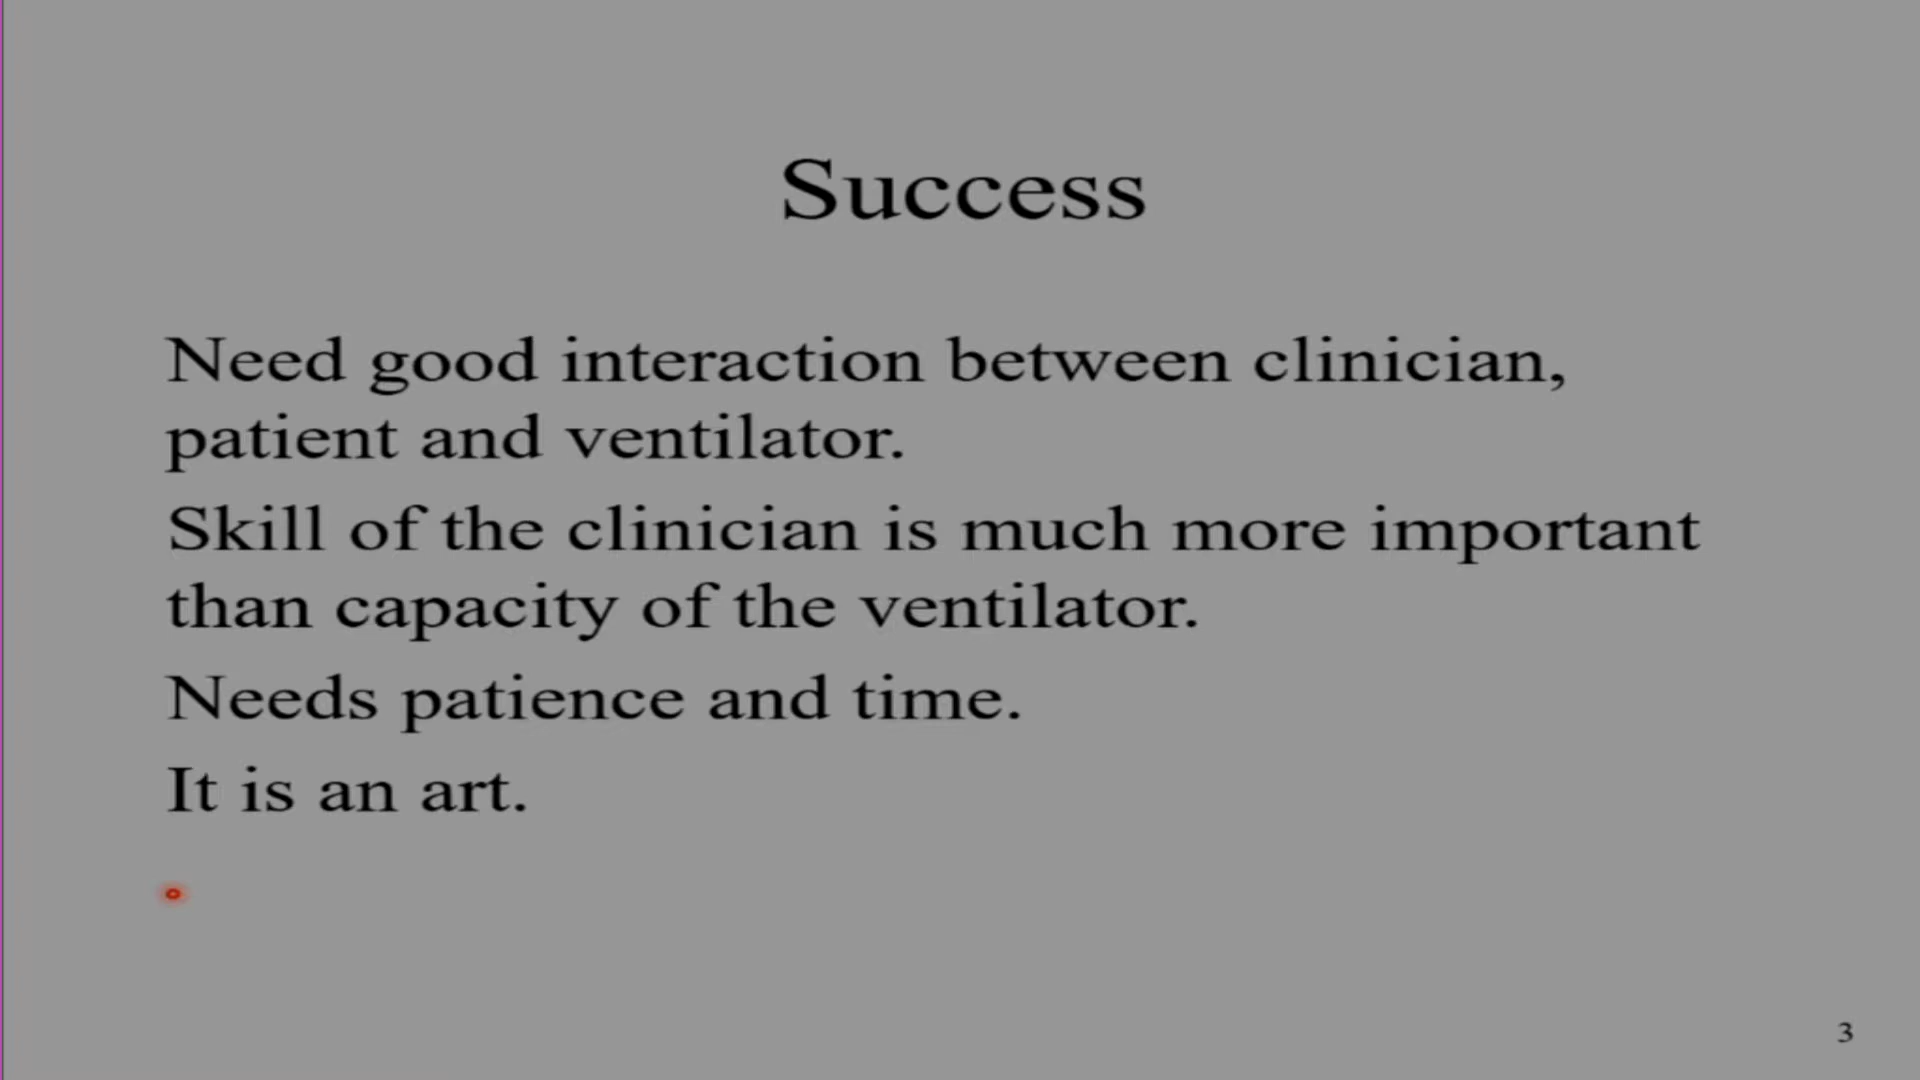 Success
Need good interaction between clinician,
patient and ventilator.
Skill of the clinician is much more important
than capacity of the ventilator.
Needs patience and time.
It is an art.
3